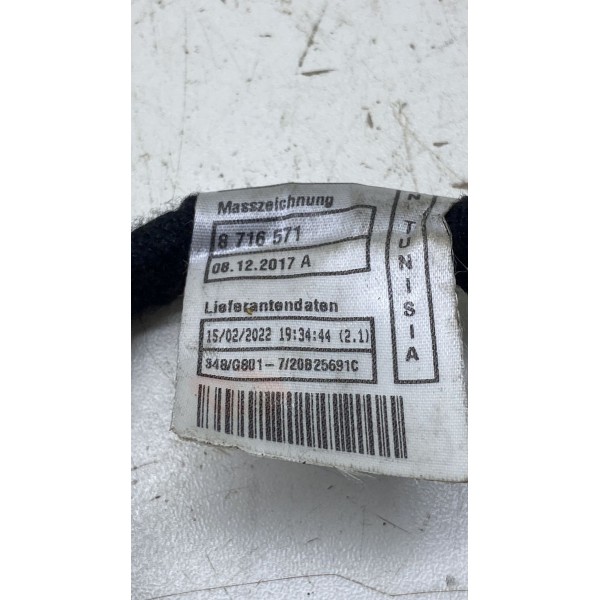 Masszeichnung
8 716 571
08.12.2017 A
Lieferantendaten
15/02/2022 19:34:44 (2.1)
348/G801-7/20B25691C
N TUNISIA